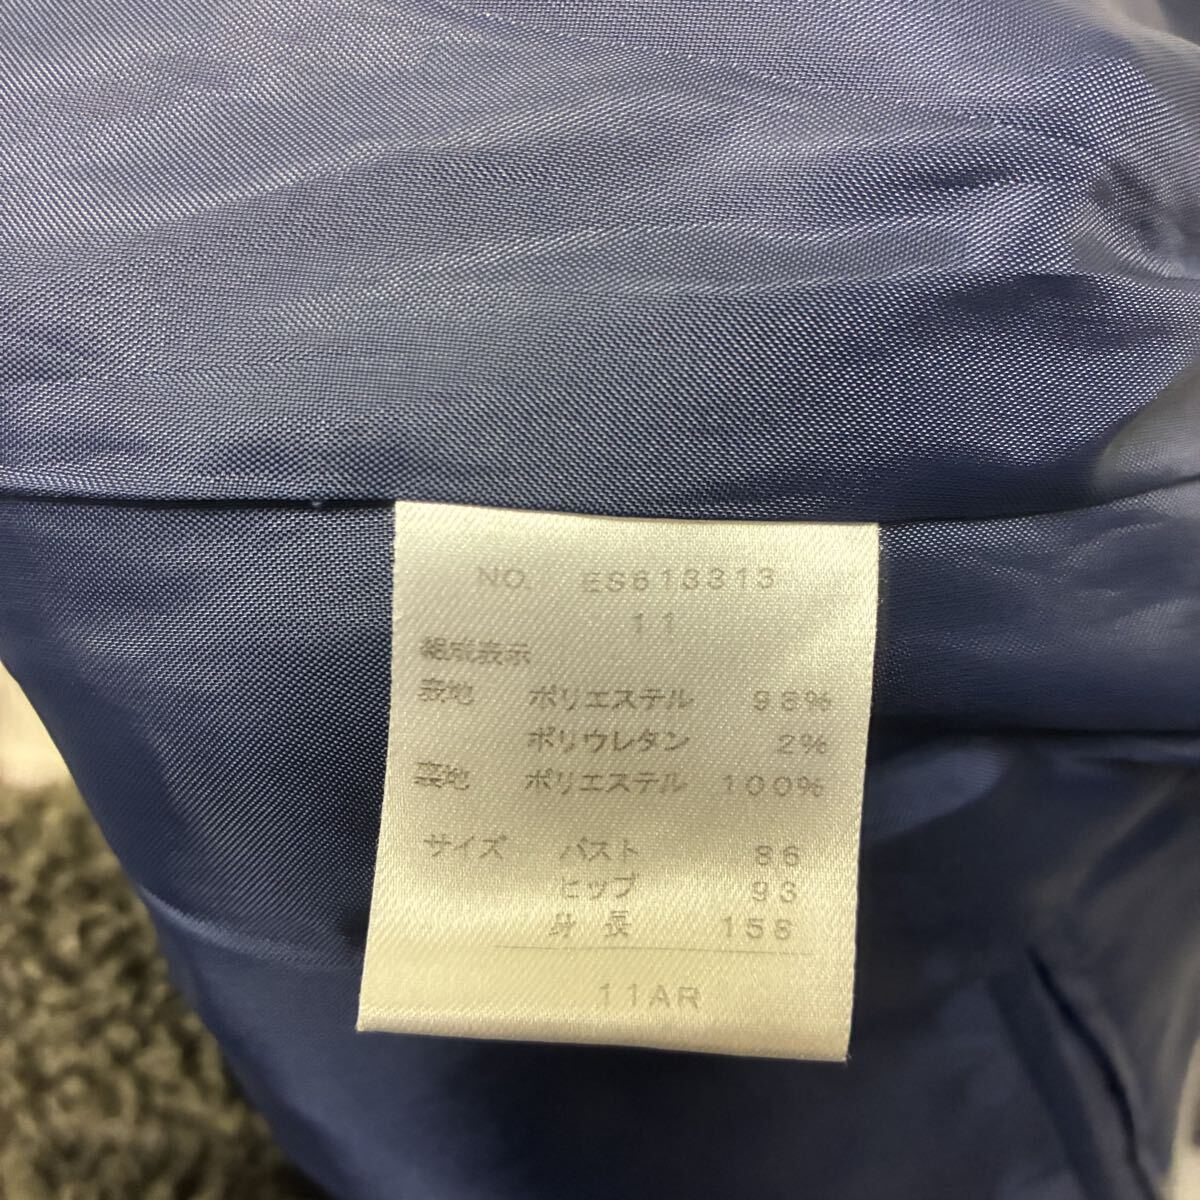 NO. ES613313
11
組成表示
表地 ポリエステル 98%
ポリウレタン 2%
裏地 ポリエステル 100%
サイズ バスト 86
ヒップ 93
身長 158
11AR